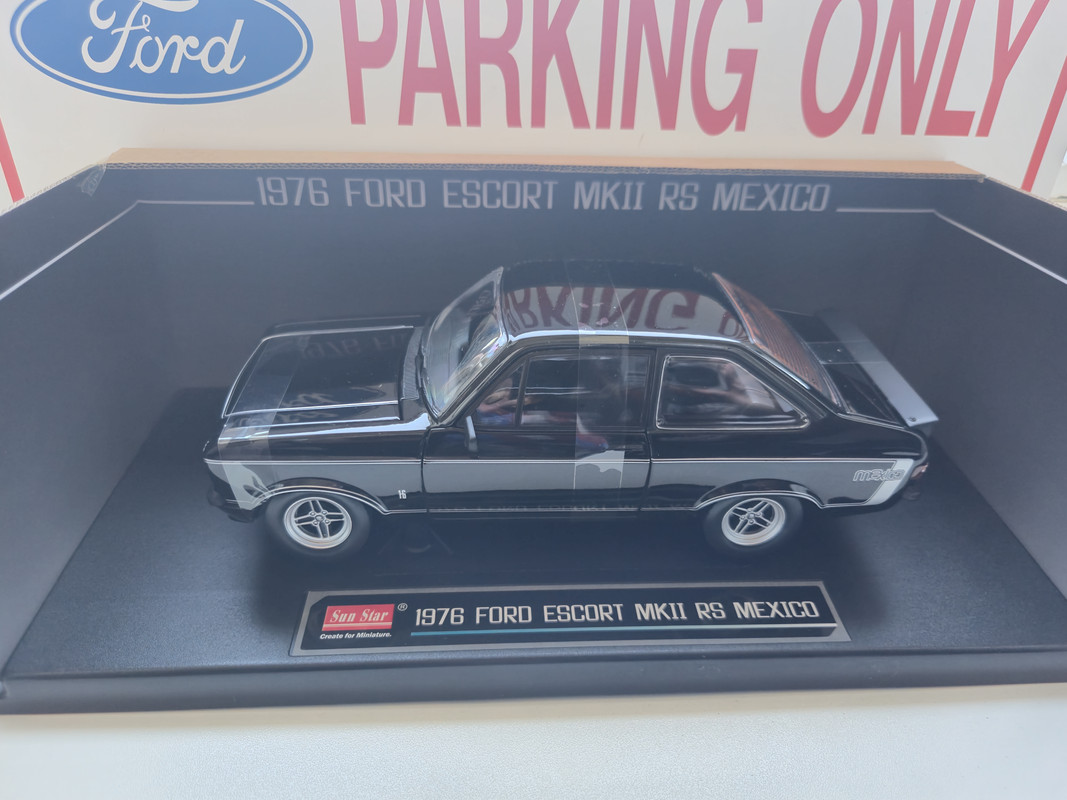 Ford
PARKING ONLY
1976 FORD ESCORT MKII RS MEXICO
16
mexico
Sun Star®
Create for Miniature.
1976 FORD ESCORT MKII RS MEXICO